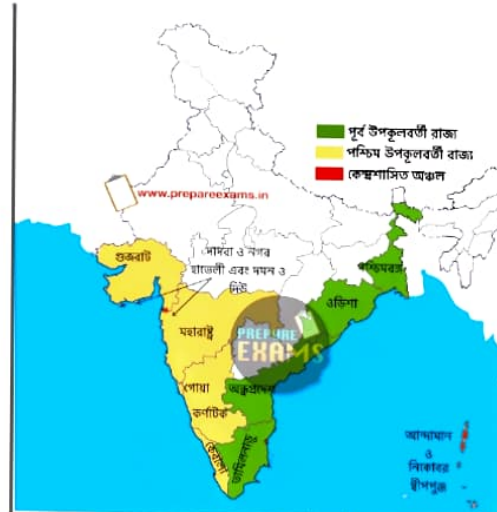 পূর্ব উপকূলবর্তী রাজ্য
পশ্চিম উপকূলবর্তী রাজ্য
কেন্দ্রশাসিত অঞ্চল
www.prepareexams.in
গুজরাট
দাদরা ও নগর
হাভেলী এবং দমন ও
দিউ
পশ্চিমবঙ্গ
ওড়িশা
মহারাষ্ট্র
PREPARE
EXAMS
গোয়া
অন্ধ্রপ্রদেশ
কর্ণাটক
কেরালা
তামিলনাড়ু
আন্দামান
ও
নিকোবর
দ্বীপপুঞ্জ